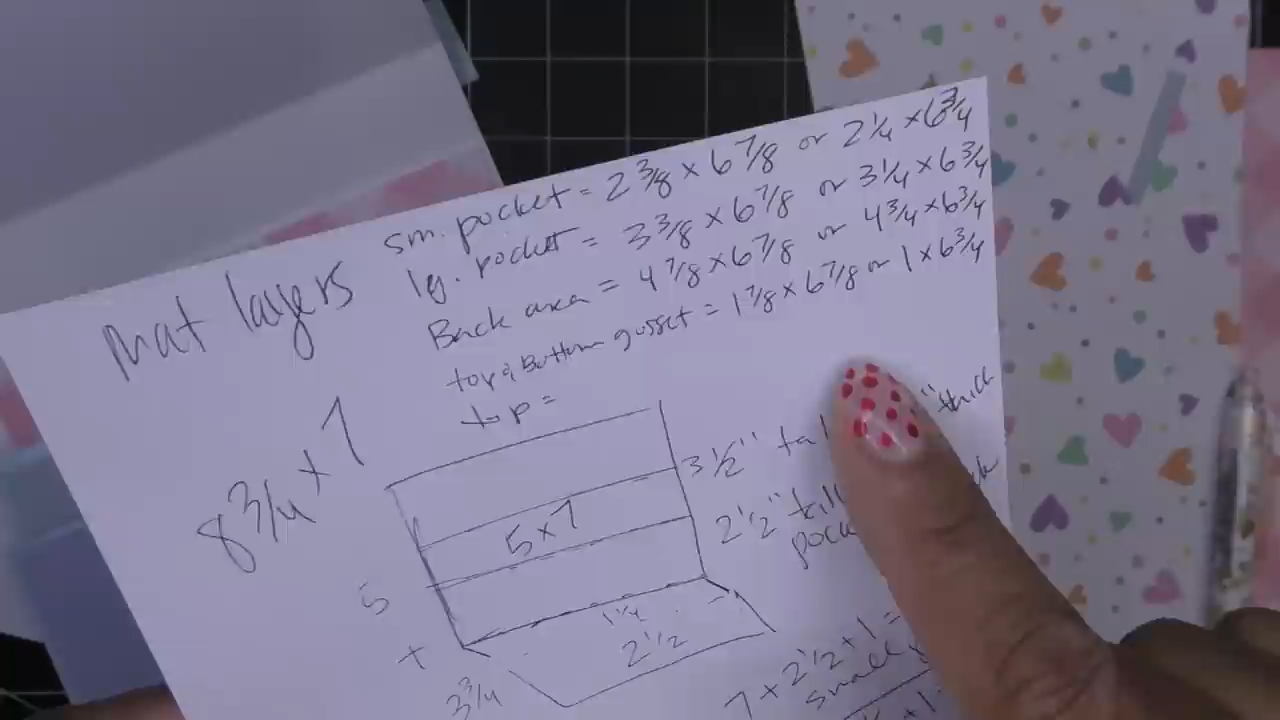 sm. pocket = 2 3/8 x 6 7/8 or 2 1/4 x 6 3/4
lg. pocket = 3 3/8 x 6 7/8 or 3 1/4 x 6 3/4
mat layers
Back area = 4 7/8 x 6 7/8 or 4 3/4 x 6 3/4
top & Bottom gusset = 1 7/8 x 6 7/8 or 1 x 6 3/4
top =
8 3/4 x 7
5 x 7
3 1/2" tal
" thick
2 1/2" tall
5
+
3 3/4
1 1/4
2 1/2
7 x 2 1/2 + 1 =
small